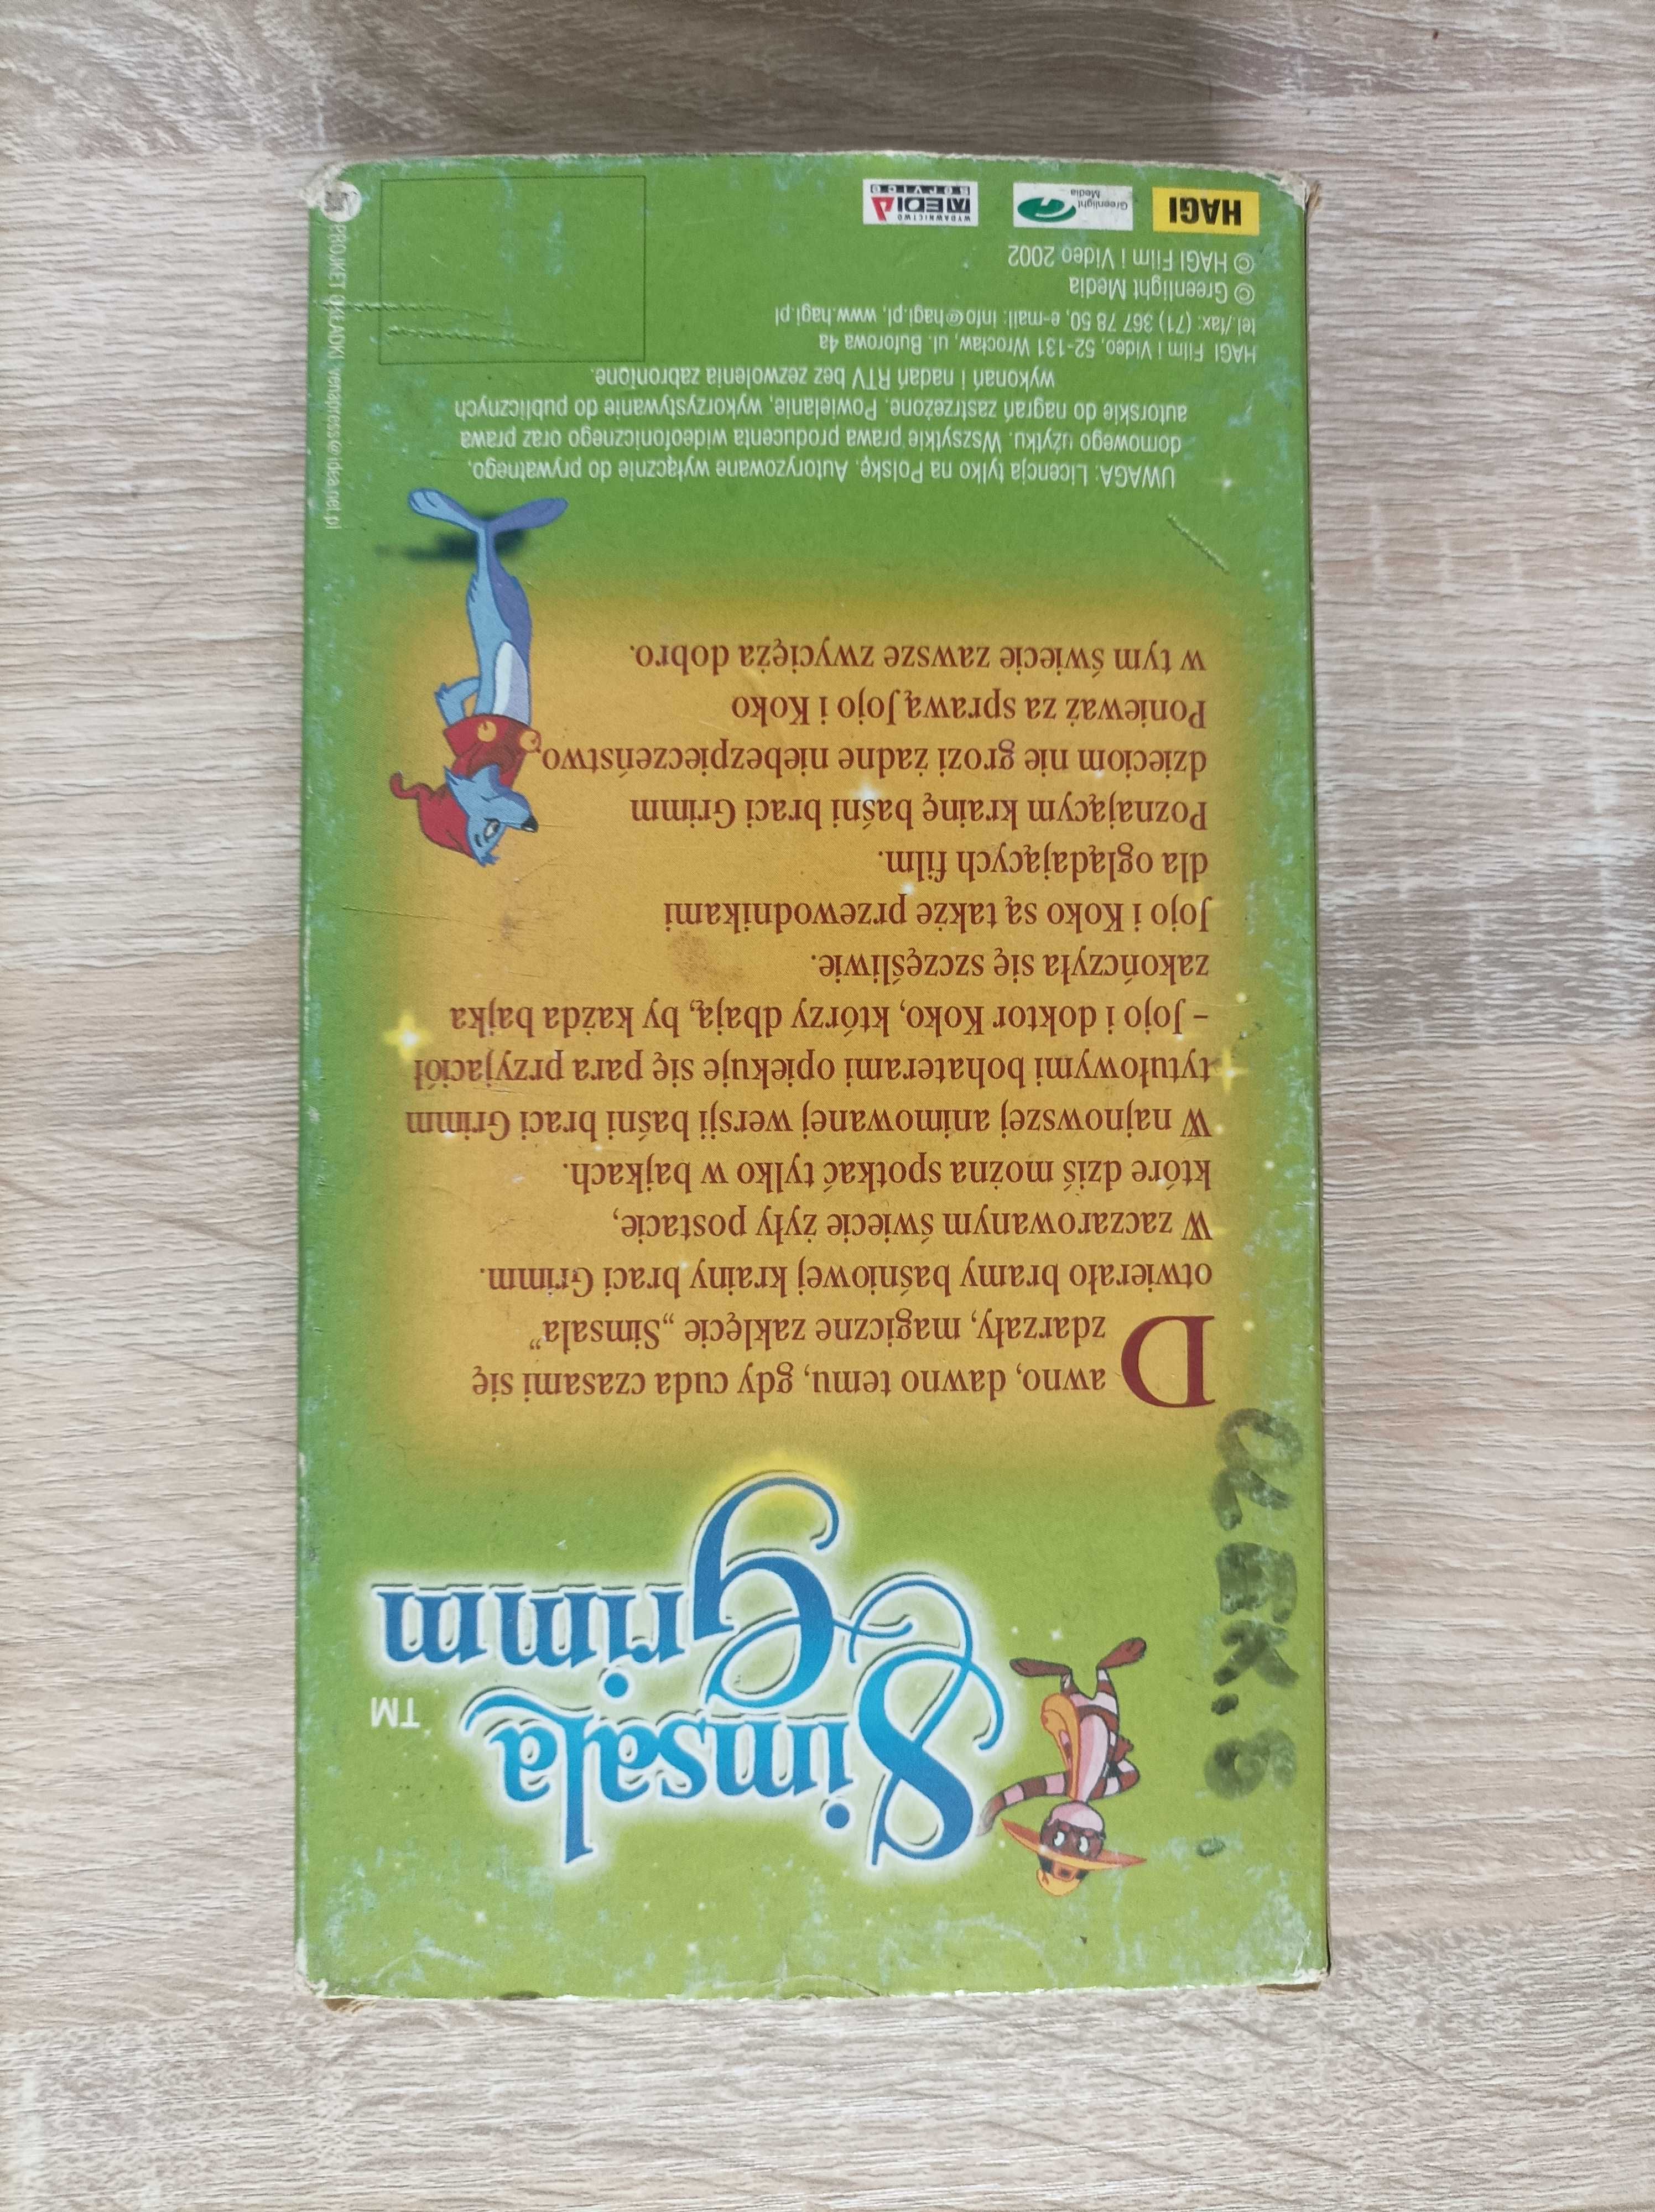 Simsala
grimm
TM
Dawno, dawno temu, gdy cuda czasami się
zdarzały, magiczne zaklęcie „Simsala”
otwierało bramy baśniowej krainy braci Grimm.
W zaczarowanym świecie żyły postacie,
które dziś można spotkać tylko w bajkach.
W najnowszej animowanej wersji baśni braci Grimm
tytułowymi bohaterami opiekuje się para przyjaciół
- Jojo i doktor Koko, którzy dbają, by każda bajka
zakończyła się szczęśliwie.
Jojo i Koko są także przewodnikami
dla oglądających film.
Poznającym krainę baśni braci Grimm
dzieciom nie grozi żadne niebezpieczeństwo,
Ponieważ za sprawą Jojo i Koko
w tym świecie zawsze zwycięża dobro.
UWAGA: Licencja tylko na Polskę. Autoryzowane wyłącznie do prywatnego,
domowego użytku. Wszsytkie prawa producenta wideofonicznego oraz prawa
autorskie do nagrań zastrzeżone. Powielanie, wykorzystywanie do publicznych
wykonań i nadań RTV bez zezwolenia zabronione.
HAGI Film i Video, 52-131 Wrocław, ul. Buforowa 4a
tel./fax: (71) 367 78 50, e-mail: info@hagi.pl, www.hagi.pl
© Greenlight Media
© HAGI Film i Video 2002
HAGI
Greenlight
Media
WYDAWNICTWO
MEDIA
SERVICE
PROJKET OKŁADKI venapress@idea.net.pl